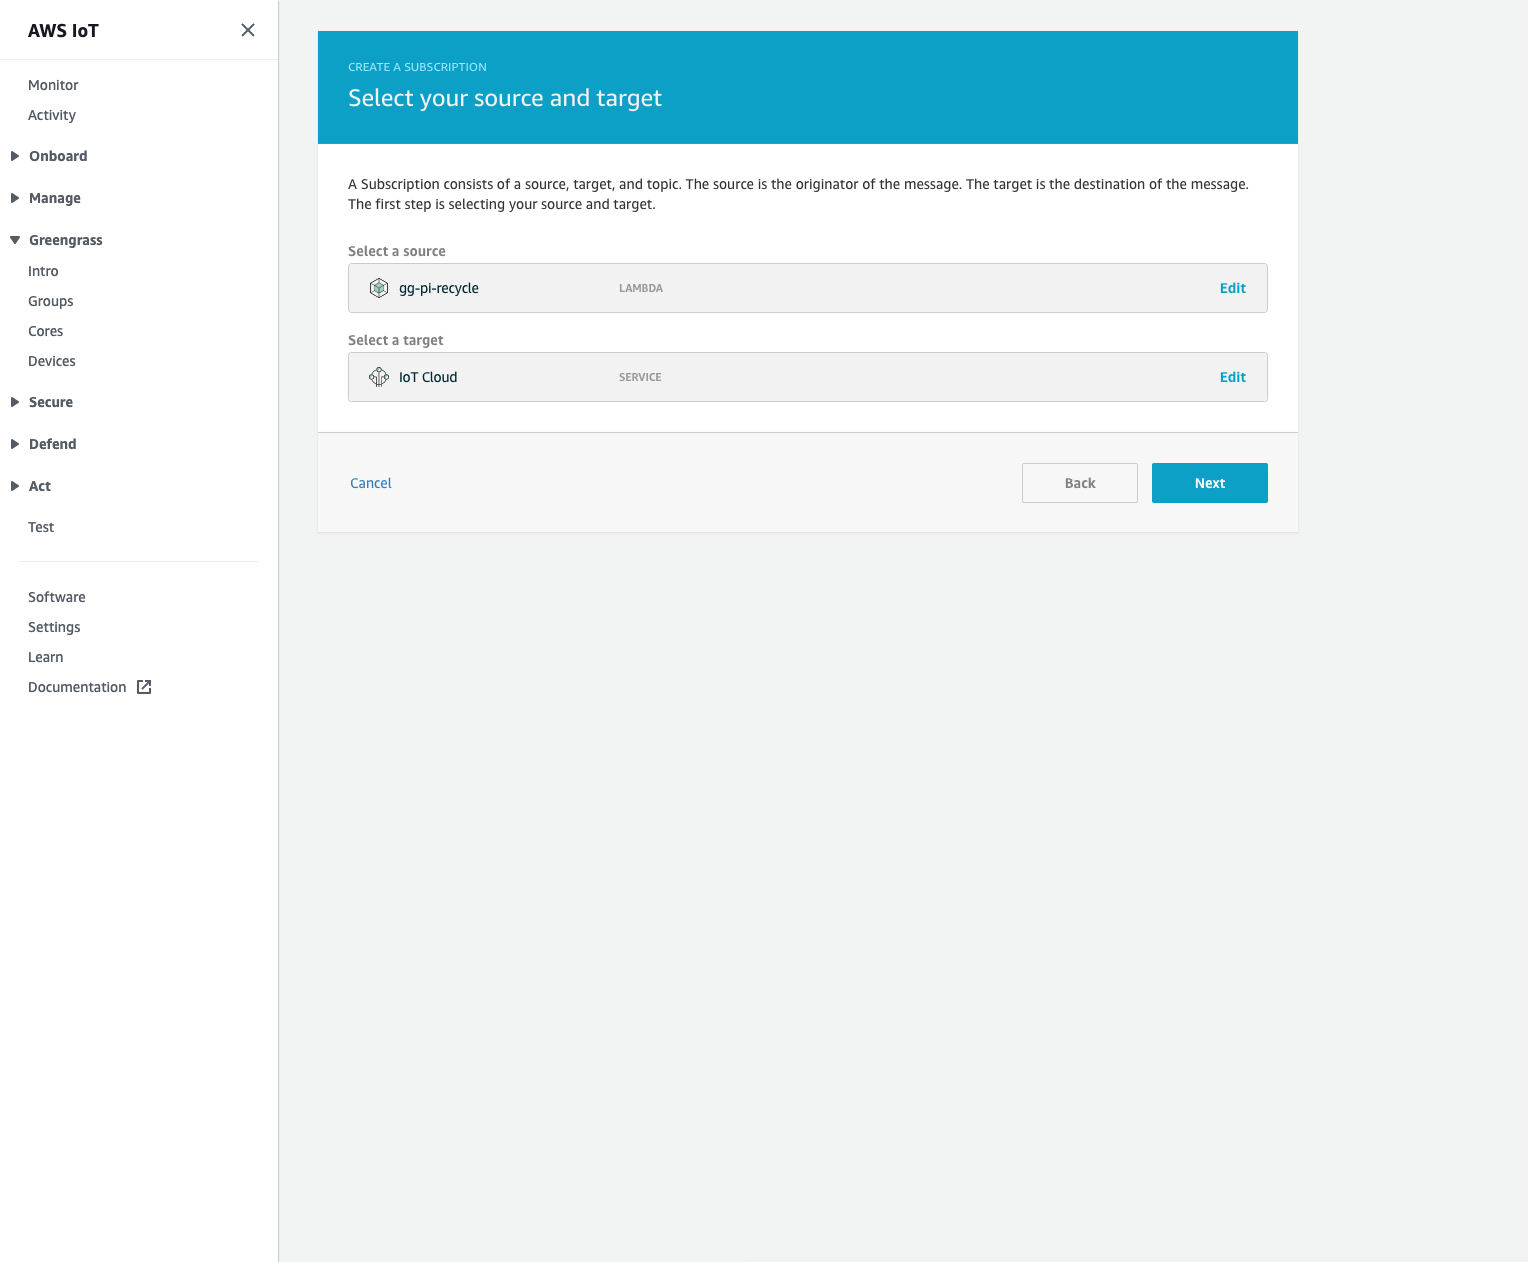 AWS IoT
Monitor
Activity
Onboard
Manage
Greengrass
Intro
Groups
Cores
Devices
Secure
Defend
Act
Test
Software
Settings
Learn
Documentation
CREATE A SUBSCRIPTION
Select your source and target
A Subscription consists of a source, target, and topic. The source is the originator of the message. The target is the destination of the message.
The first step is selecting your source and target.
Select a source
gg-pi-recycle LAMBDA Edit
Select a target
IoT Cloud SERVICE Edit
Cancel Back Next